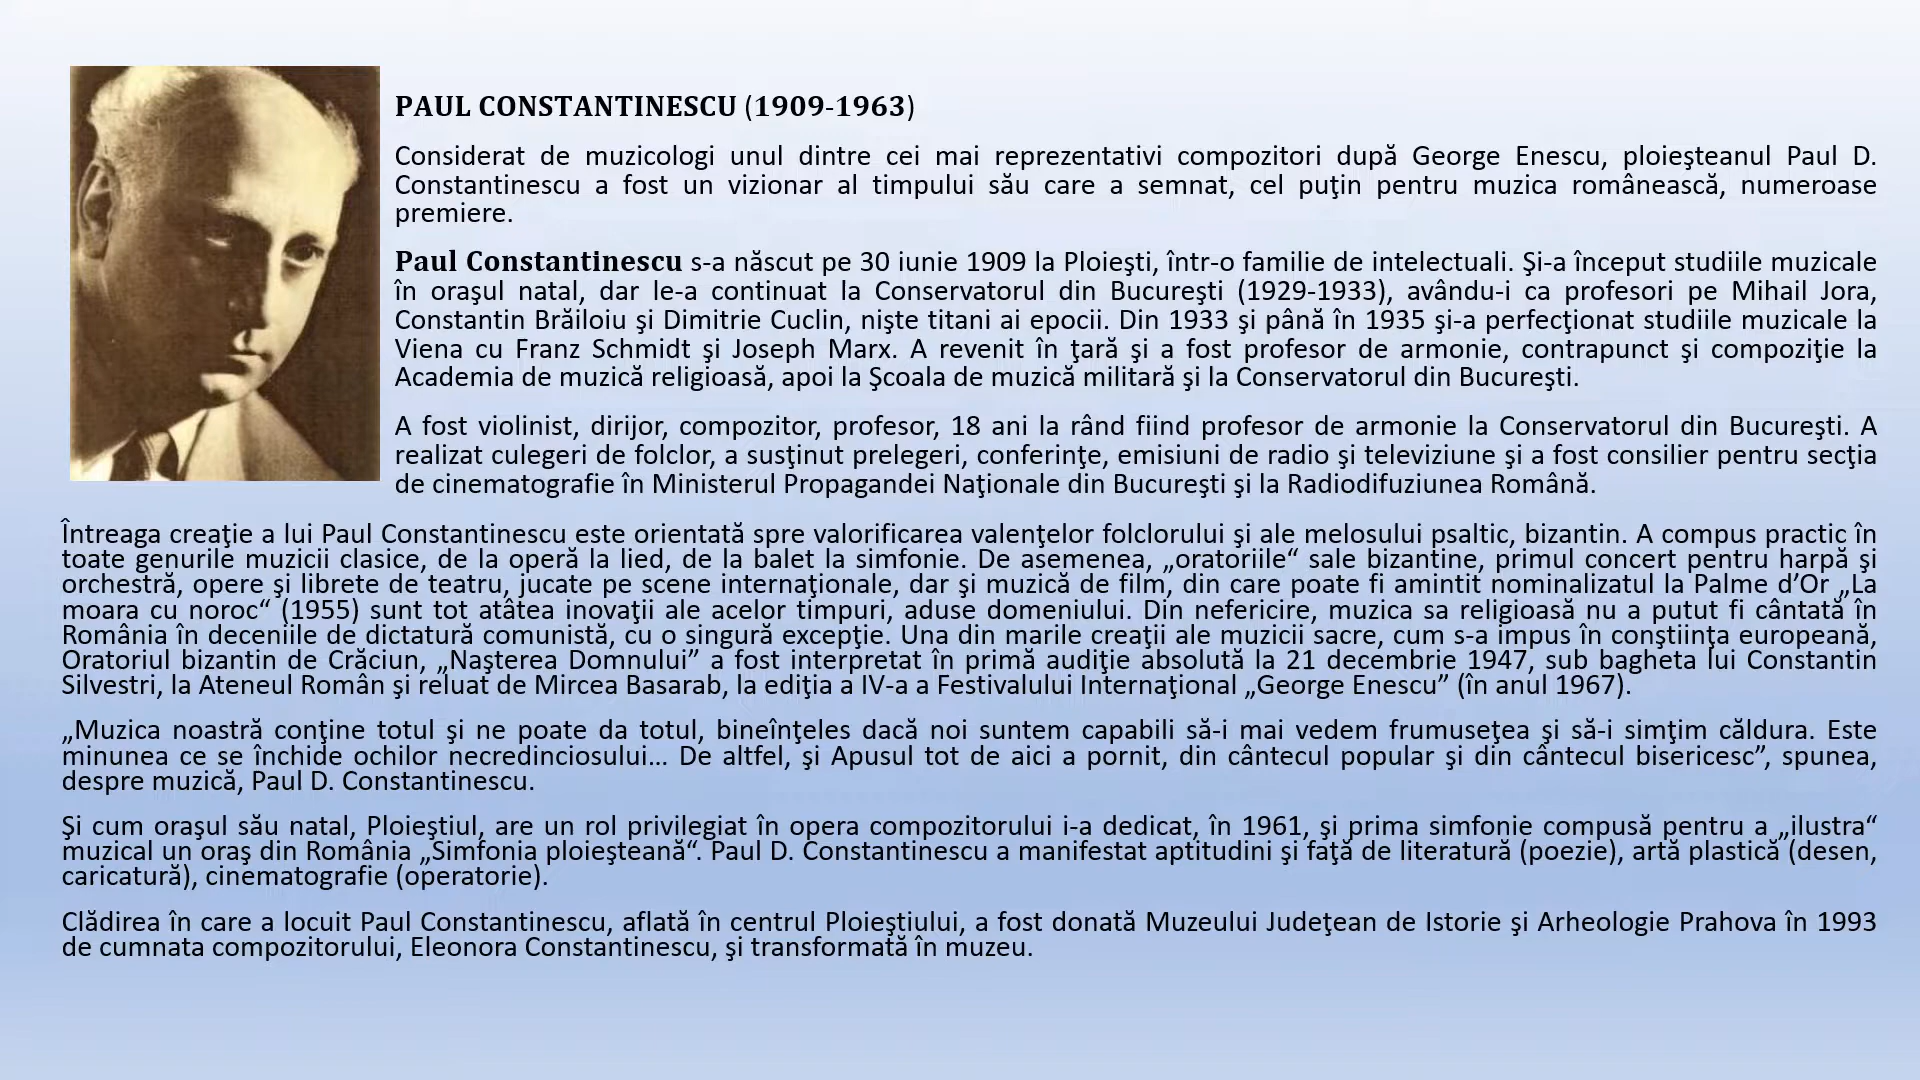 PAUL CONSTANTINESCU (1909-1963)
Considerat de muzicologi unul dintre cei mai reprezentativi compozitori după George Enescu, ploieşteanul Paul D.
Constantinescu a fost un vizionar al timpului său care a semnat, cel puţin pentru muzica românească, numeroase
premiere.
Paul Constantinescu s-a născut pe 30 iunie 1909 la Ploieşti, într-o familie de intelectuali. Şi-a început studiile muzicale
în oraşul natal, dar le-a continuat la Conservatorul din Bucureşti (1929-1933), avându-i ca profesori pe Mihail Jora,
Constantin Brăiloiu şi Dimitrie Cuclin, nişte titani ai epocii. Din 1933 şi până în 1935 şi-a perfecţionat studiile muzicale la
Viena cu Franz Schmidt şi Joseph Marx. A revenit în ţară şi a fost profesor de armonie, contrapunct şi compoziţie la
Academia de muzică religioasă, apoi la Şcoala de muzică militară şi la Conservatorul din Bucureşti.
A fost violinist, dirijor, compozitor, profesor, 18 ani la rând fiind profesor de armonie la Conservatorul din Bucureşti. A
realizat culegeri de folclor, a susţinut prelegeri, conferinţe, emisiuni de radio şi televiziune şi a fost consilier pentru secţia
de cinematografie în Ministerul Propagandei Naţionale din Bucureşti şi la Radiodifuziunea Română.
Întreaga creaţie a lui Paul Constantinescu este orientată spre valorificarea valenţelor folclorului şi ale melosului psaltic, bizantin. A compus practic în
toate genurile muzicii clasice, de la operă la lied, de la balet la simfonie. De asemenea, „oratoriile“ sale bizantine, primul concert pentru harpă şi
orchestră, opere şi librete de teatru, jucate pe scene internaţionale, dar şi muzică de film, din care poate fi amintit nominalizatul la Palme d’Or „La
moara cu noroc“ (1955) sunt tot atâtea inovaţii ale acelor timpuri, aduse domeniului. Din nefericire, muzica sa religioasă nu a putut fi cântată în
România în deceniile de dictatură comunistă, cu o singură excepţie. Una din marile creaţii ale muzicii sacre, cum s-a impus în conştiinţa europeană,
Oratoriul bizantin de Crăciun, „Naşterea Domnului” a fost interpretat în primă audiţie absolută la 21 decembrie 1947, sub bagheta lui Constantin
Silvestri, la Ateneul Român şi reluat de Mircea Basarab, la ediţia a IV-a a Festivalului Internaţional „George Enescu” (în anul 1967).
„Muzica noastră conţine totul şi ne poate da totul, bineînţeles dacă noi suntem capabili să-i mai vedem frumuseţea şi să-i simţim căldura. Este
minunea ce se închide ochilor necredinciosului... De altfel, şi Apusul tot de aici a pornit, din cântecul popular şi din cântecul bisericesc”, spunea,
despre muzică, Paul D. Constantinescu.
Şi cum oraşul său natal, Ploieştiul, are un rol privilegiat în opera compozitorului i-a dedicat, în 1961, şi prima simfonie compusă pentru a „ilustra“
muzical un oraş din România „Simfonia ploieşteană“. Paul D. Constantinescu a manifestat aptitudini şi faţă de literatură (poezie), artă plastică (desen,
caricatură), cinematografie (operatorie).
Clădirea în care a locuit Paul Constantinescu, aflată în centrul Ploieştiului, a fost donată Muzeului Judeţean de Istorie şi Arheologie Prahova în 1993
de cumnata compozitorului, Eleonora Constantinescu, şi transformată în muzeu.